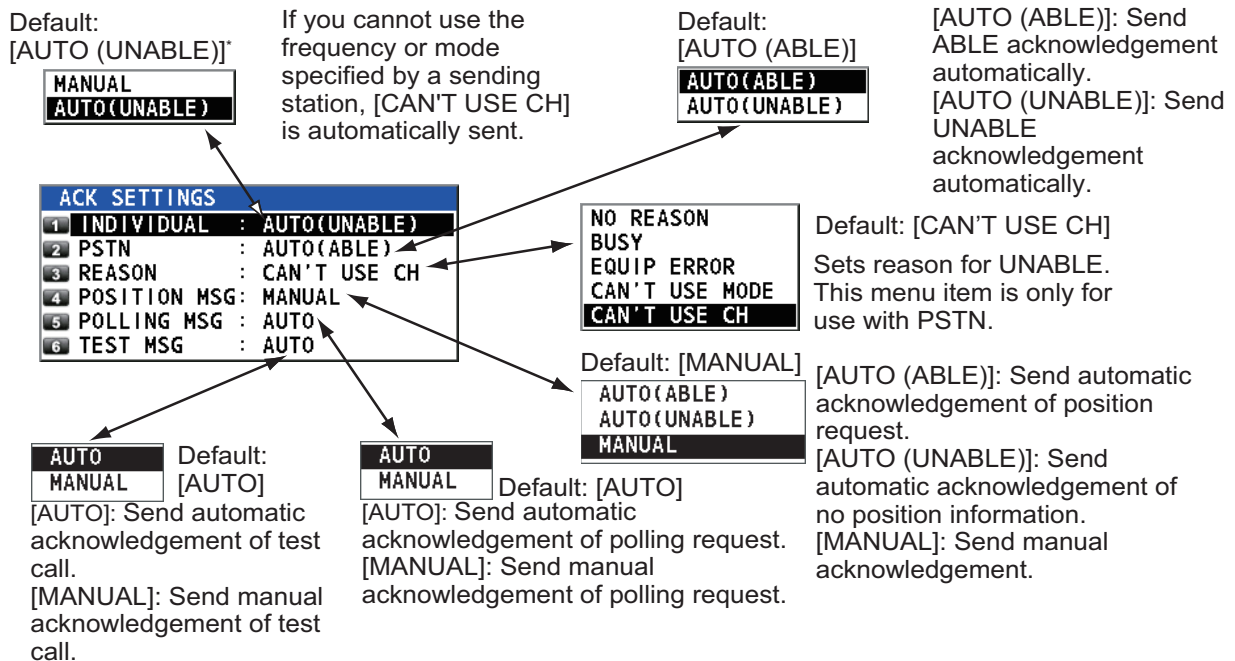 Default:
[AUTO (UNABLE)]*
MANUAL
AUTO(UNABLE)
If you cannot use the
frequency or mode
specified by a sending
station, [CAN'T USE CH]
is automatically sent.
Default:
[AUTO (ABLE)]
AUTO(ABLE)
AUTO(UNABLE)
[AUTO (ABLE)]: Send
ABLE acknowledgement
automatically.
[AUTO (UNABLE)]: Send
UNABLE
acknowledgement
automatically.
ACK SETTINGS
1 INDIVIDUAL : AUTO(UNABLE)
2 PSTN : AUTO(ABLE)
3 REASON : CAN'T USE CH
4 POSITION MSG: MANUAL
5 POLLING MSG : AUTO
6 TEST MSG : AUTO
NO REASON
BUSY
EQUIP ERROR
CAN'T USE MODE
CAN'T USE CH
Default: [CAN’T USE CH]
Sets reason for UNABLE.
This menu item is only for
use with PSTN.
Default: [MANUAL]
AUTO(ABLE)
AUTO(UNABLE)
MANUAL
[AUTO (ABLE)]: Send automatic
acknowledgement of position
request.
[AUTO (UNABLE)]: Send
automatic acknowledgement of
no position information.
[MANUAL]: Send manual
acknowledgement.
AUTO
MANUAL
Default:
[AUTO]
[AUTO]: Send automatic
acknowledgement of test
call.
[MANUAL]: Send manual
acknowledgement of test
call.
AUTO
MANUAL
Default: [AUTO]
[AUTO]: Send automatic
acknowledgement of polling request.
[MANUAL]: Send manual
acknowledgement of polling request.